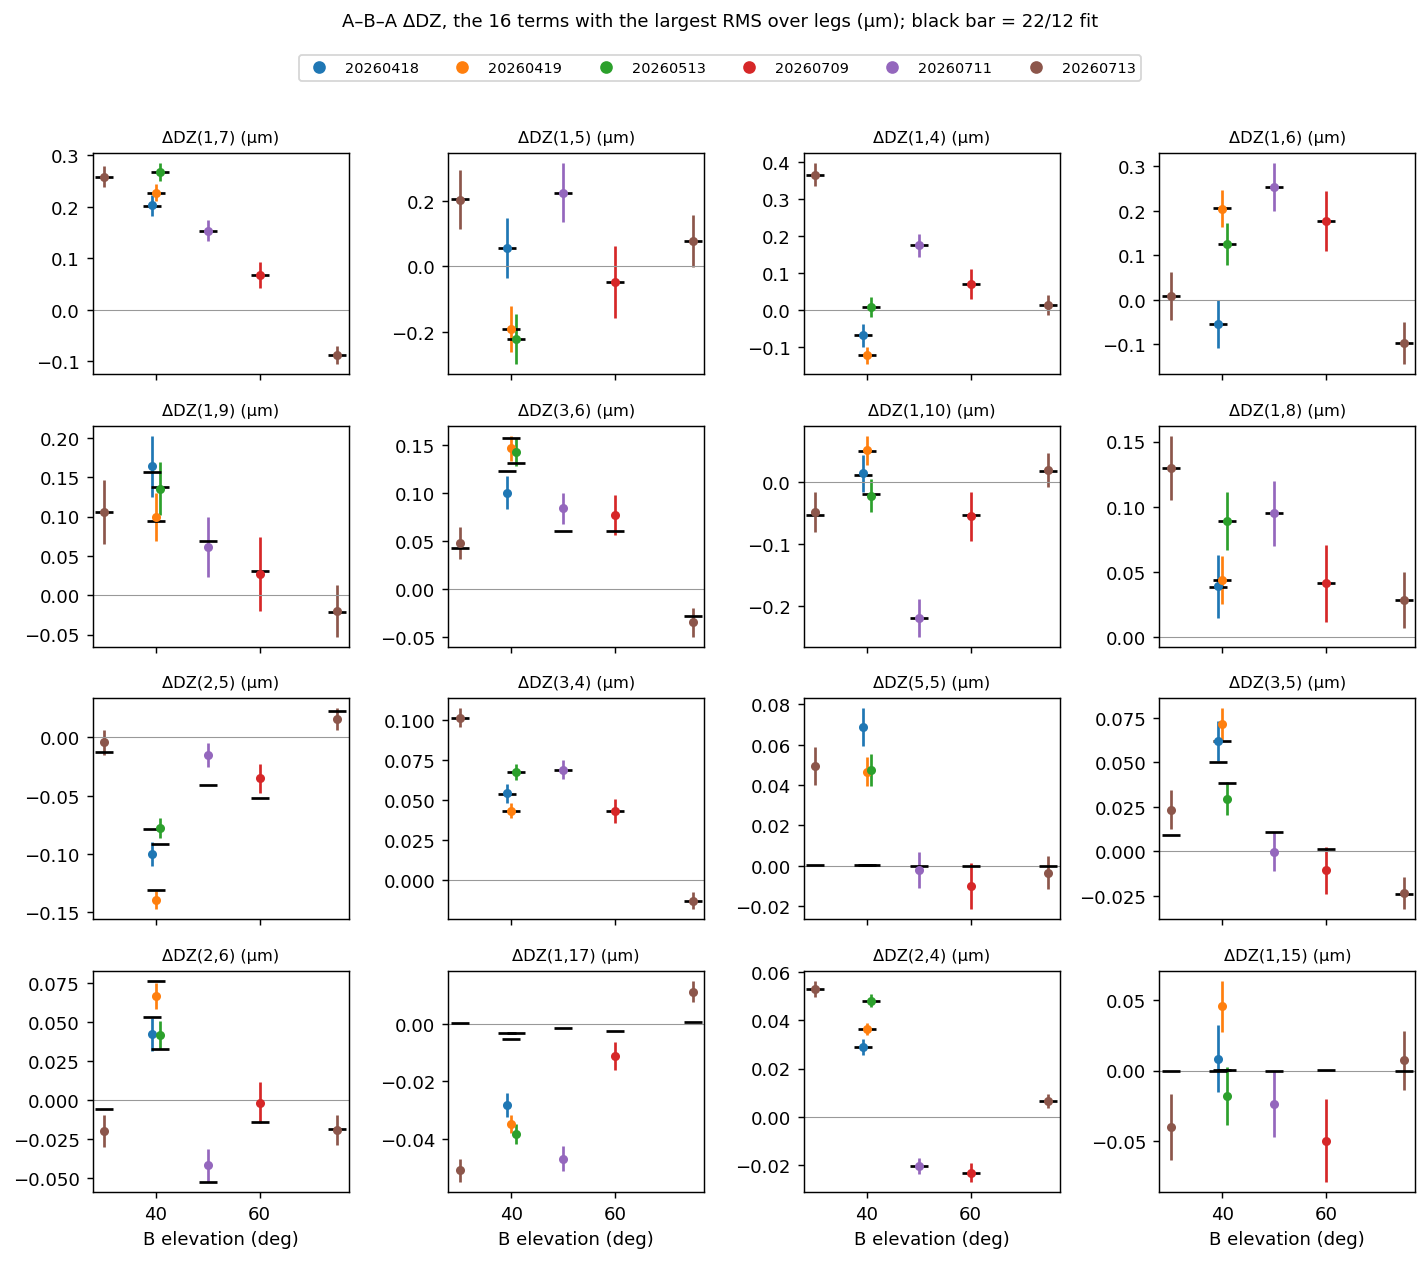 A–B–A ΔDZ, the 16 terms with the largest RMS over legs (μm); black bar = 22/12 fit
20260418 20260419 20260513 20260709 20260711 20260713
ΔDZ(1,7) (μm) ΔDZ(1,5) (μm) ΔDZ(1,4) (μm) ΔDZ(1,6) (μm)
0.3 0.2 0.1 0.0 −0.1
0.2 0.0 −0.2
0.4 0.3 0.2 0.1 0.0 −0.1
0.3 0.2 0.1 0.0 −0.1
ΔDZ(1,9) (μm) ΔDZ(3,6) (μm) ΔDZ(1,10) (μm) ΔDZ(1,8) (μm)
0.20 0.15 0.10 0.05 0.00 −0.05
0.15 0.10 0.05 0.00 −0.05
0.0 −0.1 −0.2
0.15 0.10 0.05 0.00
ΔDZ(2,5) (μm) ΔDZ(3,4) (μm) ΔDZ(5,5) (μm) ΔDZ(3,5) (μm)
0.00 −0.05 −0.10 −0.15
0.100 0.075 0.050 0.025 0.000
0.08 0.06 0.04 0.02 0.00 −0.02
0.075 0.050 0.025 0.000 −0.025
ΔDZ(2,6) (μm) ΔDZ(1,17) (μm) ΔDZ(2,4) (μm) ΔDZ(1,15) (μm)
0.075 0.050 0.025 0.000 −0.025 −0.050
0.00 −0.02 −0.04
0.06 0.04 0.02 0.00 −0.02
0.05 0.00 −0.05
40 60 40 60 40 60 40 60
B elevation (deg) B elevation (deg) B elevation (deg) B elevation (deg)